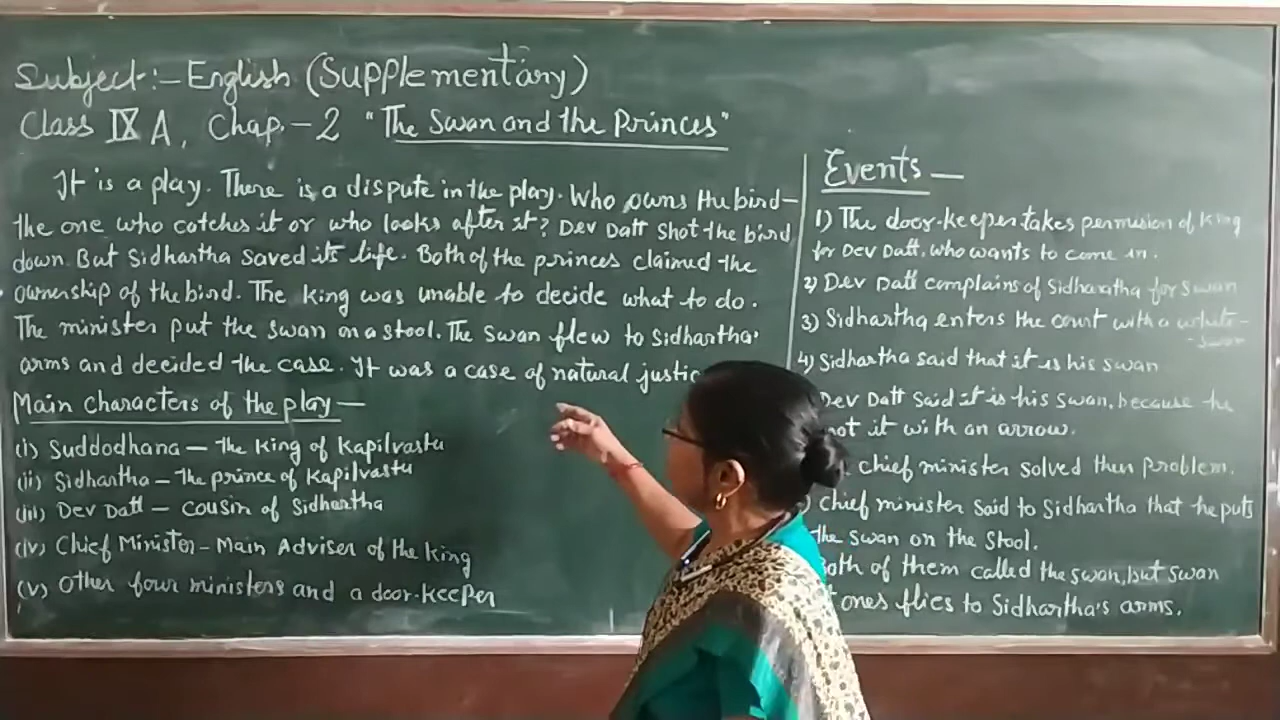 Subject:- English (Supplementary)
Class IX A, Chap.-2 "The Swan and the Princes"
It is a play. There is a dispute in the play. Who owns the bird-
the one who catches it or who looks after it? Dev Datt shot the bird
down. But Sidhartha saved its life. Both of the princes claimed the
ownership of the bird. The king was unable to decide what to do.
The minister put the swan on a stool. The swan flew to Sidhartha'
arms and decided the case. It was a case of natural justic
Main characters of the play-
(i) Suddodhana - The King of Kapilvastu
(ii) Sidhartha - The prince of Kapilvastu
(iii) Dev Datt - cousin of Sidhartha
(iv) Chief Minister - Main Adviser of the King
(v) Other four ministers and a door-keeper
Events-
1) The door-keeper takes permision of King
for Dev Datt, who wants to come in.
2) Dev Datt complains of Sidhartha for swan
3) Sidhartha enters the court with a white-
swan
4) Sidhartha said that it is his swan
Dev Datt said it is his swan, because he
ot it with an arrow.
chief minister solved their problem.
chief minister said to Sidhartha that he puts
the swan on the stool.
oth of them called the swan, but swan
ones flies to Sidhartha's arms.